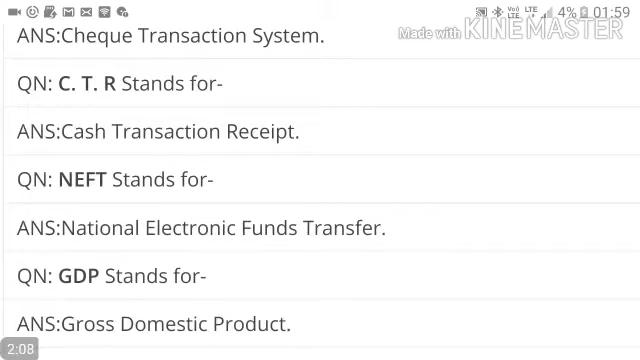 4% 01:59
Made with KINEMASTER
ANS:Cheque Transaction System.
QN: C. T. R Stands for-
ANS:Cash Transaction Receipt.
QN: NEFT Stands for-
ANS:National Electronic Funds Transfer.
QN: GDP Stands for-
ANS:Gross Domestic Product.
2:08